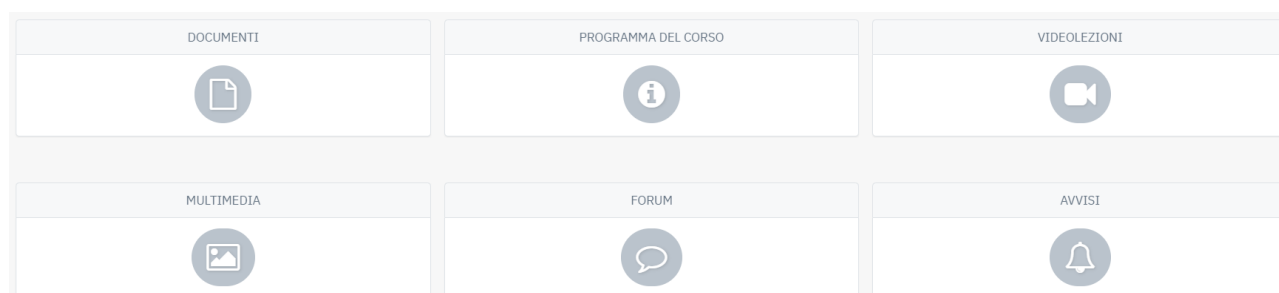 DOCUMENTI
PROGRAMMA DEL CORSO
VIDEOLEZIONI
MULTIMEDIA
FORUM
AVVISI